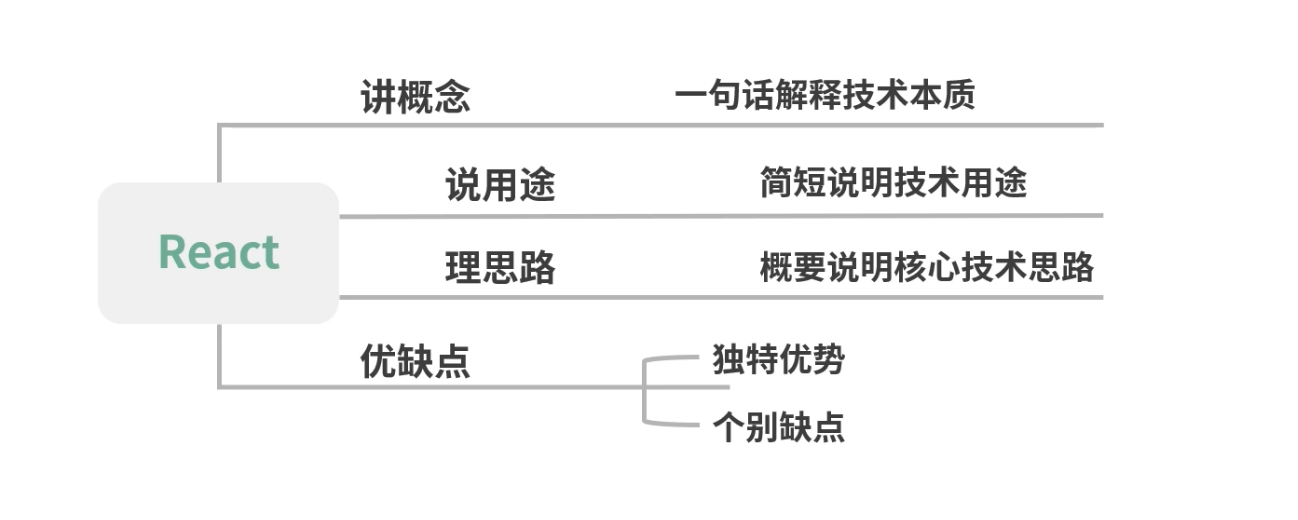 讲概念 一句话解释技术本质
说用途 简短说明技术用途
React
理思路 概要说明核心技术思路
优缺点 独特优势
个别缺点